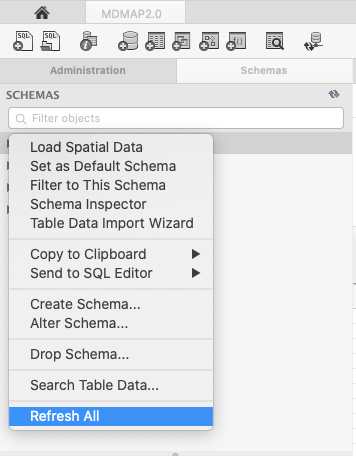 MDMAP2.0
SQL
SQL
Administration
Schemas
SCHEMAS
Filter objects
Load Spatial Data
Set as Default Schema
Filter to This Schema
Schema Inspector
Table Data Import Wizard
Copy to Clipboard
Send to SQL Editor
Create Schema...
Alter Schema...
Drop Schema...
Search Table Data...
Refresh All